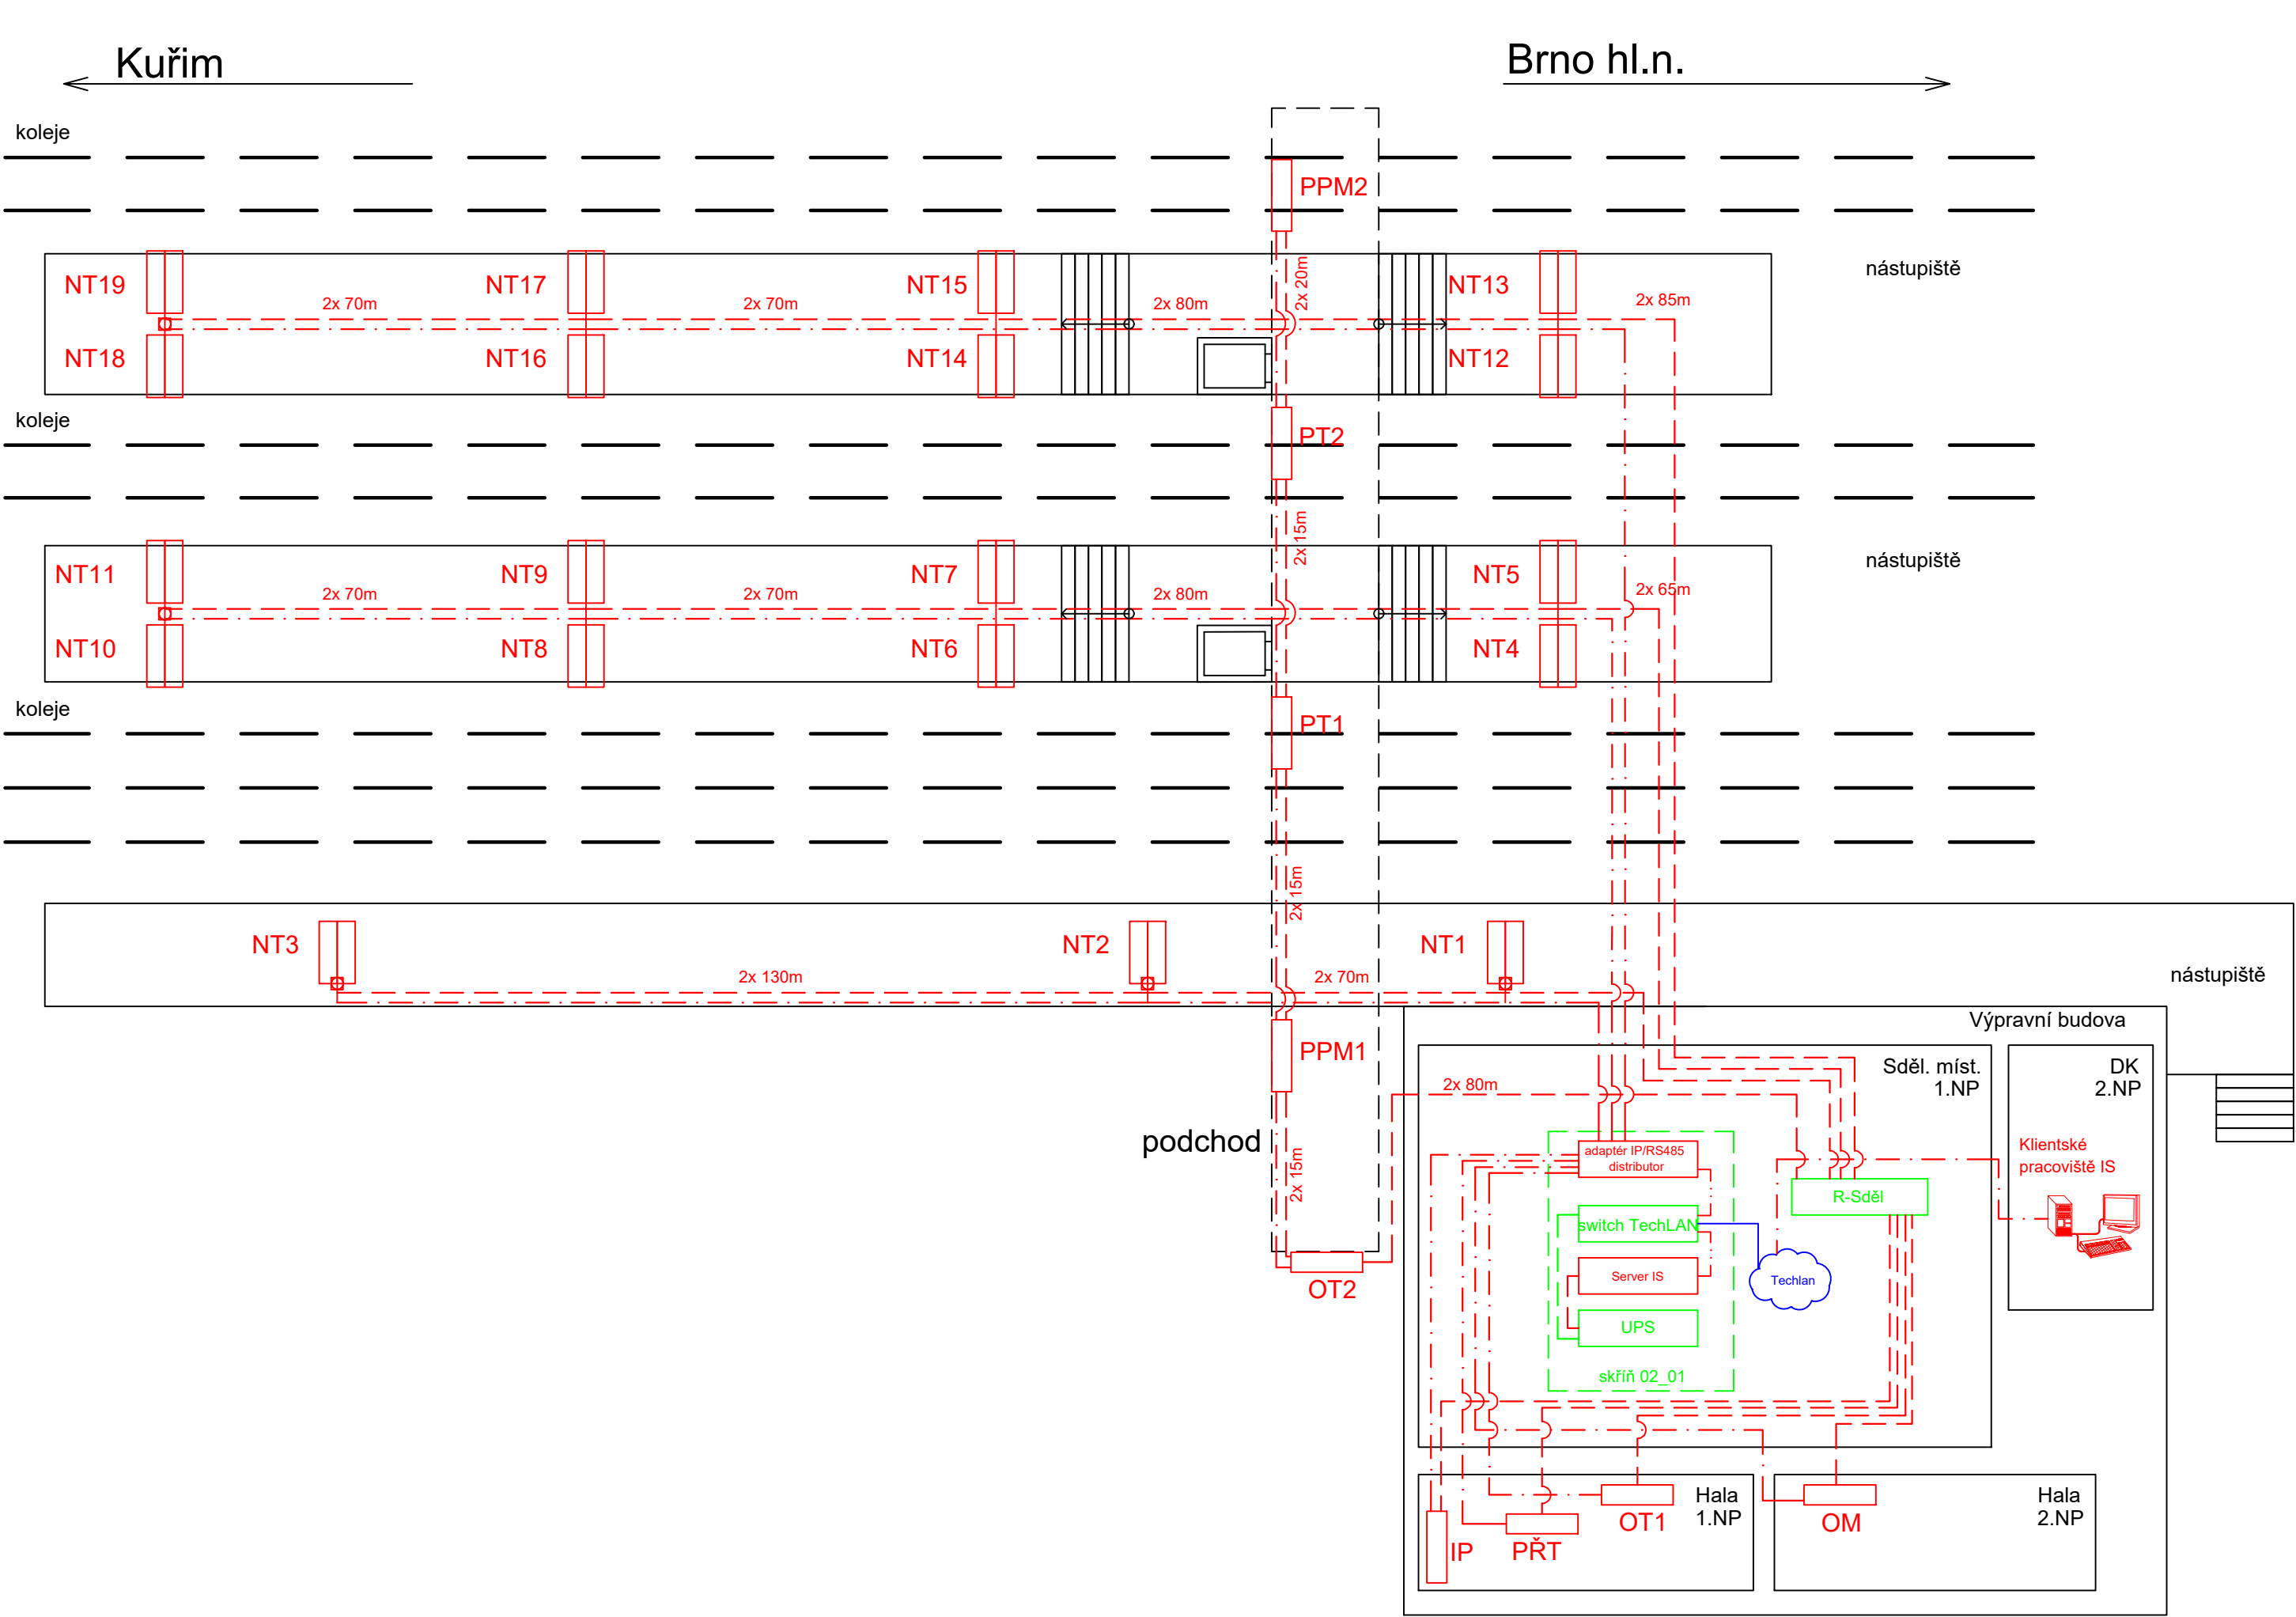 Kuřim
Brno hl.n.
koleje
PPM2
nástupiště
NT19
NT17
NT15
NT13
2x 70m
2x 70m
2x 80m
2x 20m
2x 85m
NT18
NT16
NT14
NT12
koleje
PT2
2x 15m
nástupiště
NT11
NT9
NT7
NT5
2x 70m
2x 70m
2x 80m
2x 65m
NT10
NT8
NT6
NT4
koleje
PT1
2x 15m
NT3
NT2
NT1
2x 130m
2x 70m
nástupiště
Výpravní budova
PPM1
Sděl. míst.
1.NP
DK
2.NP
2x 80m
podchod
2x 15m
adaptér IP/RS485
distributor
Klientské
pracoviště IS
R-Sděl
switch TechLAN
Server IS
Techlan
OT2
UPS
skříň 02_01
Hala
1.NP
Hala
2.NP
OT1
OM
IP
PŘT